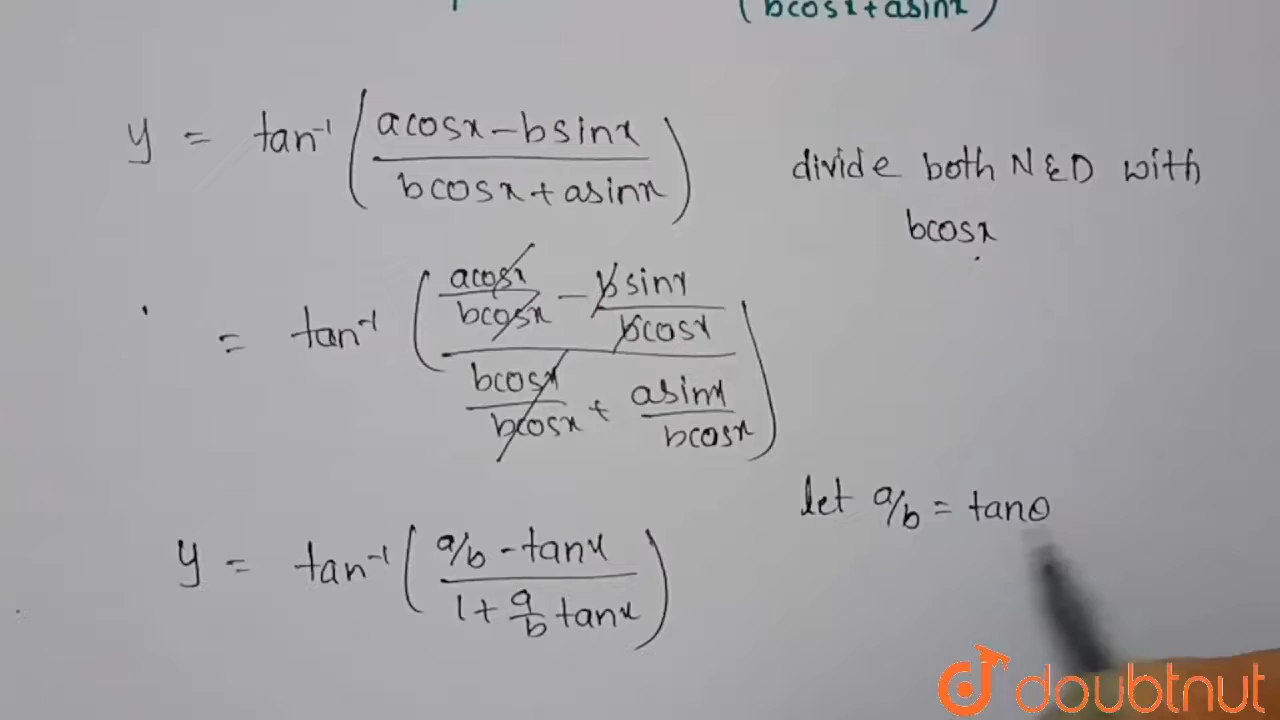 (bcosx+asinx)
y = tan⁻¹ ( (acosx-bsinx) / (bcosx+asinx) )
divide both N&D with
bcosx
= tan⁻¹ ( (acosx/bcosx - bsinx/bcosx) / (bcosx/bcosx + asinx/bcosx) )
let a/b = tanθ
y = tan⁻¹ ( (a/b - tanx) / (1+ a/b tanx) )
doubtnut